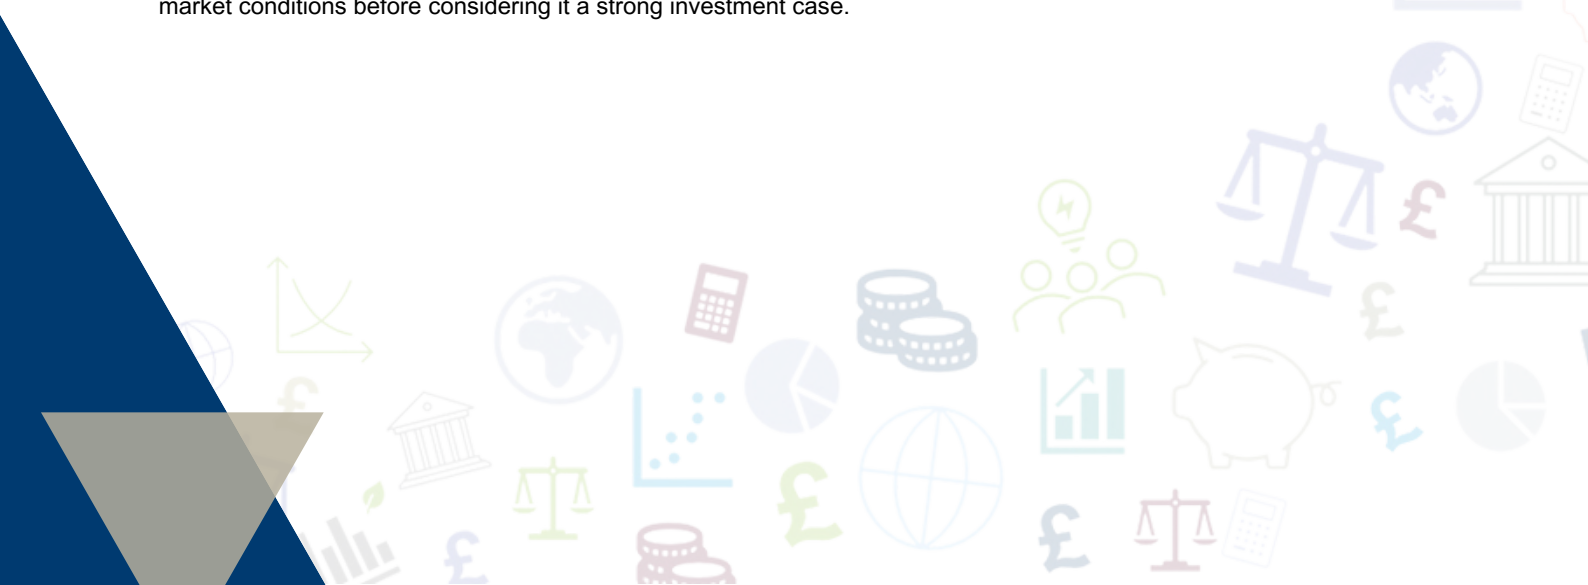 market conditions before considering it a strong investment case.